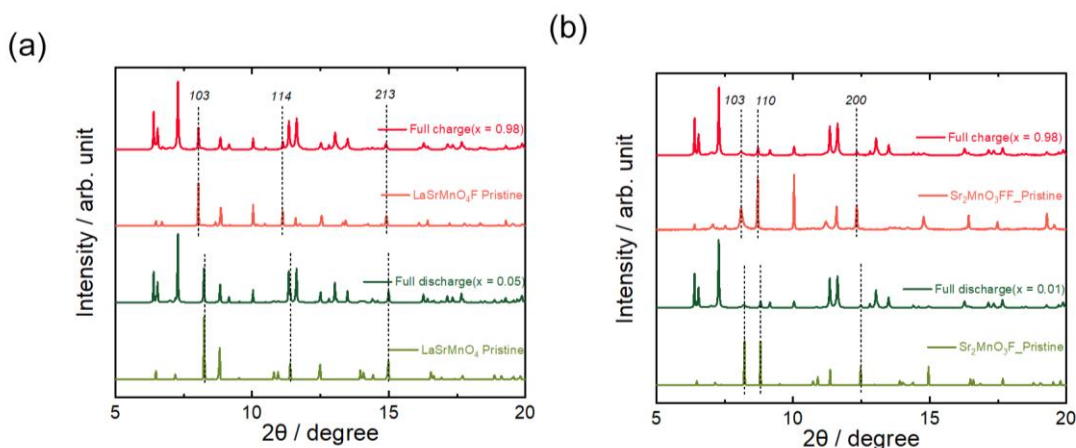 (a)
103
114
213
Full charge(x = 0.98)
LaSrMnO₄F Pristine
Full discharge(x = 0.05)
LaSrMnO₄ Pristine
Intensity / arb. unit
5
10
15
20
2θ / degree
(b)
103
110
200
Full charge(x = 0.98)
Sr₂MnO₃FF_Pristine
Full discharge(x = 0.01)
Sr₂MnO₃F_Pristine
Intensity / arb. unit
5
10
15
20
2θ / degree